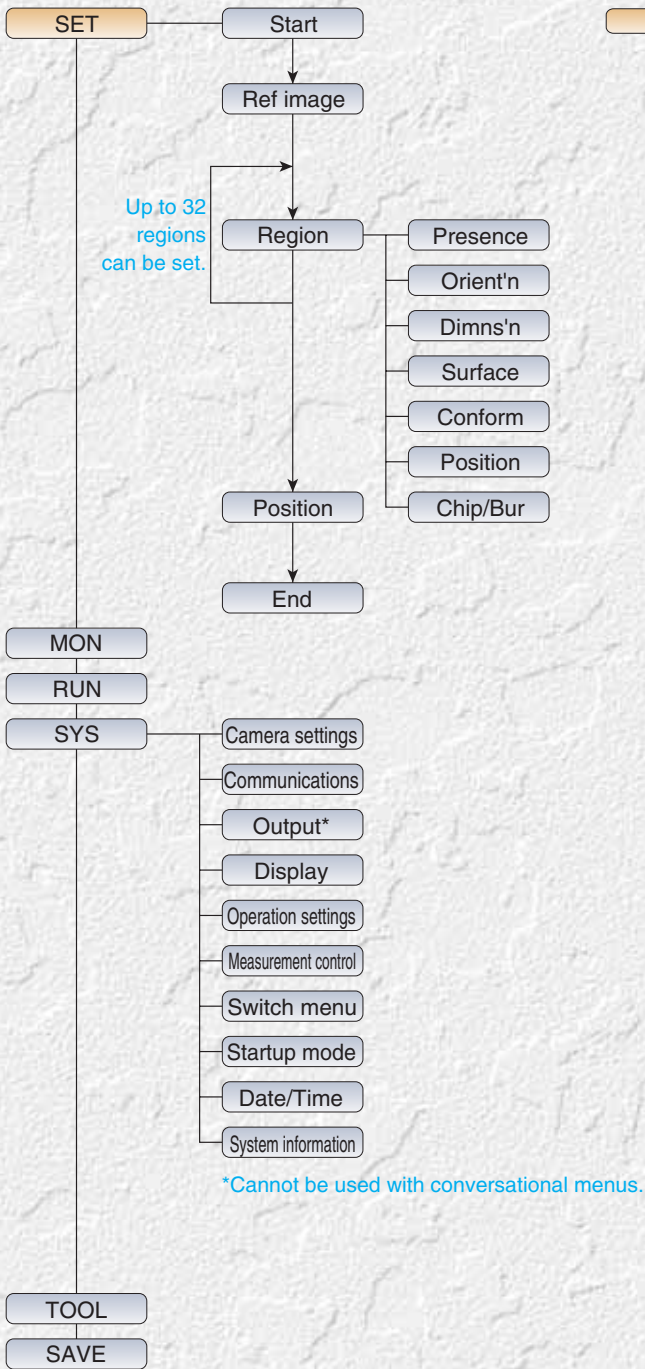 SET
Start
Ref image
Up to 32
regions
can be set.
Region
Presence
Orient'n
Dimns'n
Surface
Conform
Position
Chip/Bur
Position
End
MON
RUN
SYS
Camera settings
Communications
Output*
Display
Operation settings
Measurement control
Switch menu
Startup mode
Date/Time
System information
*Cannot be used with conversational menus.
TOOL
SAVE